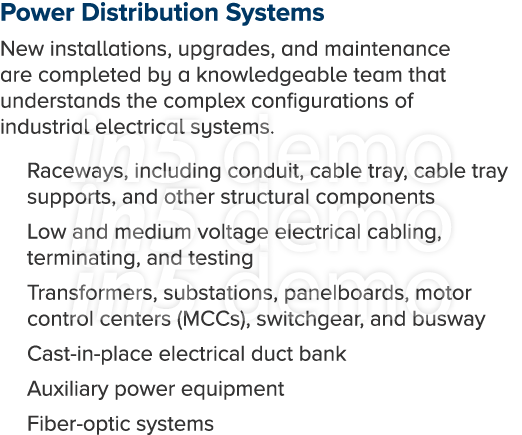 Power Distribution Systems
New installations, upgrades, and maintenance
are completed by a knowledgeable team that
understands the complex configurations of
industrial electrical systems.
Raceways, including conduit, cable tray, cable tray
supports, and other structural components
Low and medium voltage electrical cabling,
terminating, and testing
Transformers, substations, panelboards, motor
control centers (MCCs), switchgear, and busway
Cast-in-place electrical duct bank
Auxiliary power equipment
Fiber-optic systems
in5 demo
in5 demo
in5 demo